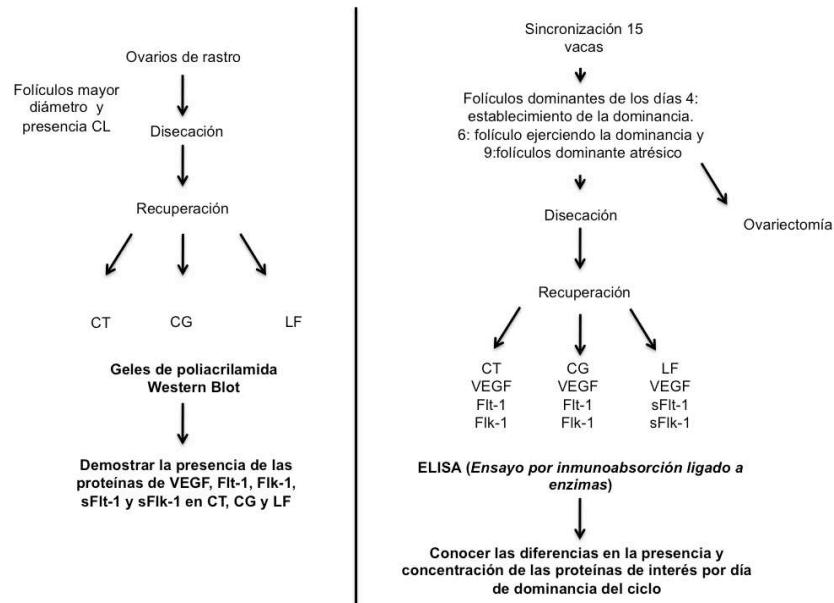 Ovarios de rastro
Folículos mayor
diámetro y
presencia CL
Disecación
Recuperación
CT
CG
LF
Geles de poliacrilamida
Western Blot
Demostrar la presencia de las
proteínas de VEGF, Flt-1, Flk-1,
sFlt-1 y sFlk-1 en CT, CG y LF
Sincronización 15
vacas
Folículos dominantes de los días 4:
establecimiento de la dominancia.
6: folículo ejerciendo la dominancia y
9:folículos dominante atrésico
Ovariectomía
Disecación
Recuperación
CT
VEGF
Flt-1
Flk-1
CG
VEGF
Flt-1
Flk-1
LF
VEGF
sFlt-1
sFlk-1
ELISA (Ensayo por inmunoabsorción ligado a
enzimas)
Conocer las diferencias en la presencia y
concentración de las proteínas de interés por día
de dominancia del ciclo